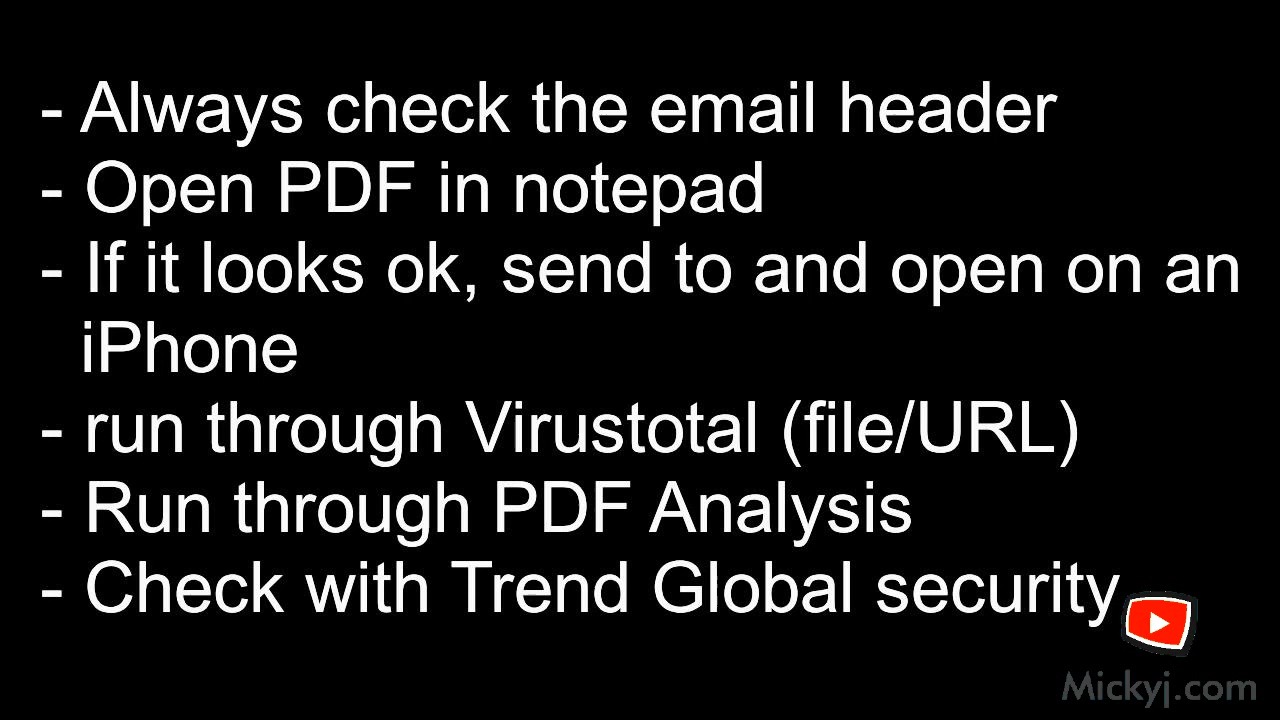 - Always check the email header
- Open PDF in notepad
- If it looks ok, send to and open on an
iPhone
- run through Virustotal (file/URL)
- Run through PDF Analysis
- Check with Trend Global security
Mickyj.com